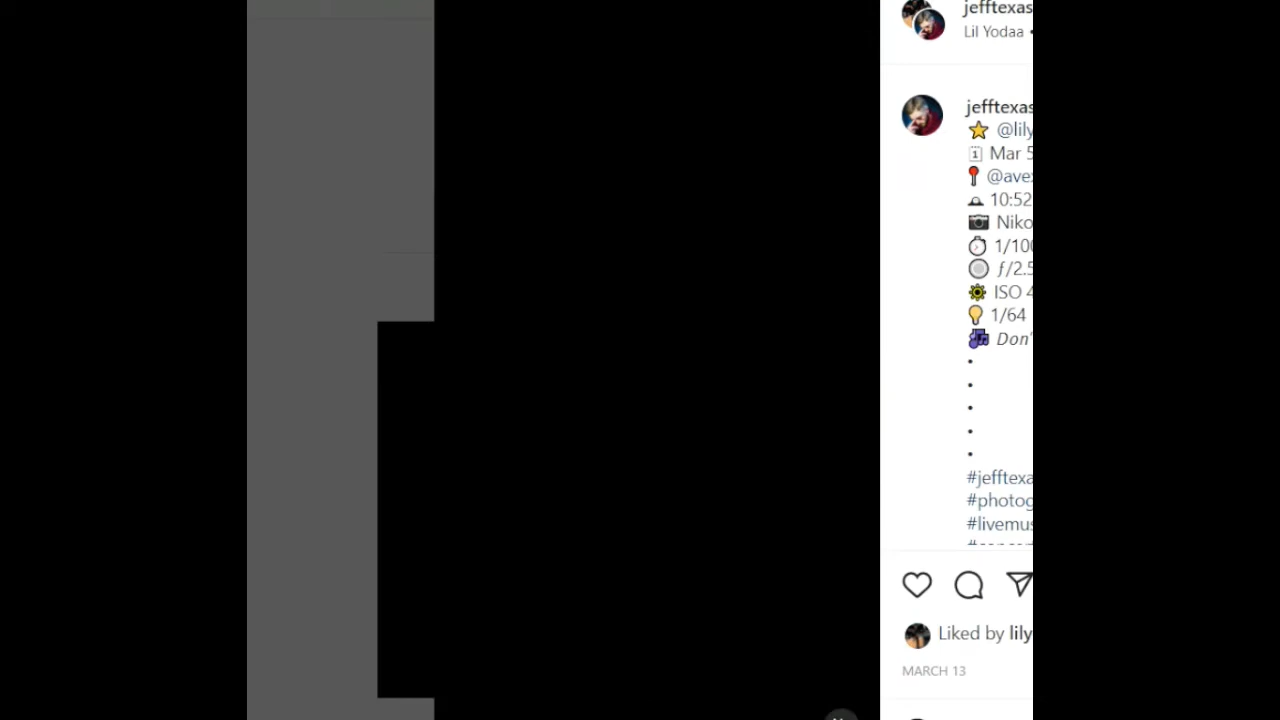 jefftexas
Lil Yodaa •
jefftexas
@lily
Mar 5
@avex
10:52
Niko
1/100
ƒ/2.5
ISO 4
1/64
Don'
•
•
•
•
•
#jefftexa
#photog
#livemus
Liked by lily
MARCH 13